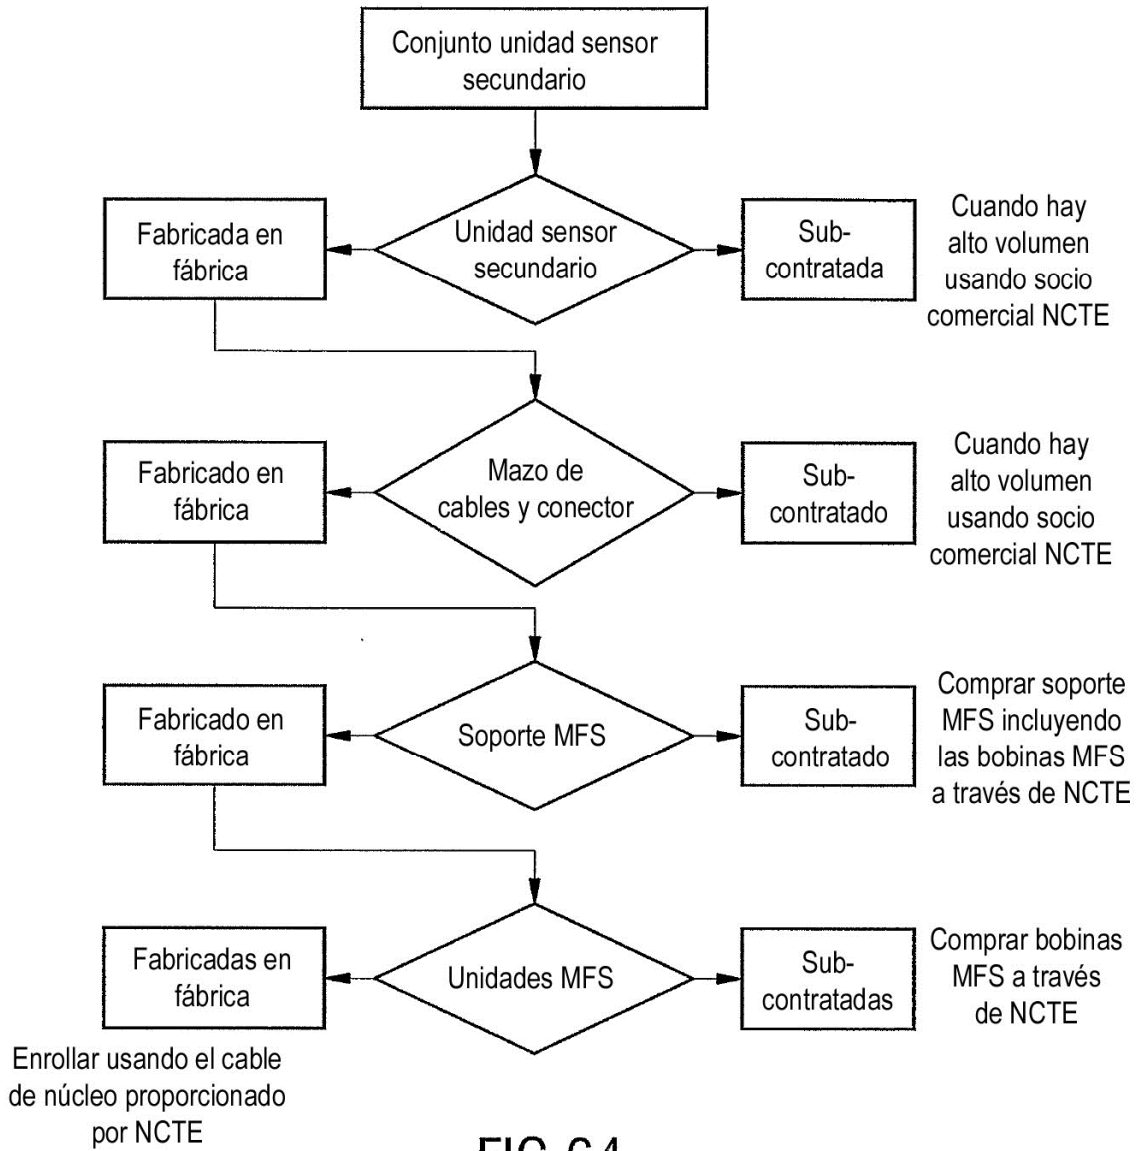 Conjunto unidad sensor
secundario
Fabricada en
fábrica
Unidad sensor
secundario
Sub-
contratada
Cuando hay
alto volumen
usando socio
comercial NCTE
Fabricado en
fábrica
Mazo de
cables y conector
Sub-
contratado
Cuando hay
alto volumen
usando socio
comercial NCTE
Fabricado en
fábrica
Soporte MFS
Sub-
contratado
Comprar soporte
MFS incluyendo
las bobinas MFS
a través de NCTE
Fabricadas en
fábrica
Unidades MFS
Sub-
contratadas
Comprar bobinas
MFS a través
de NCTE
Enrollar usando el cable
de núcleo proporcionado
por NCTE
FIG. 64